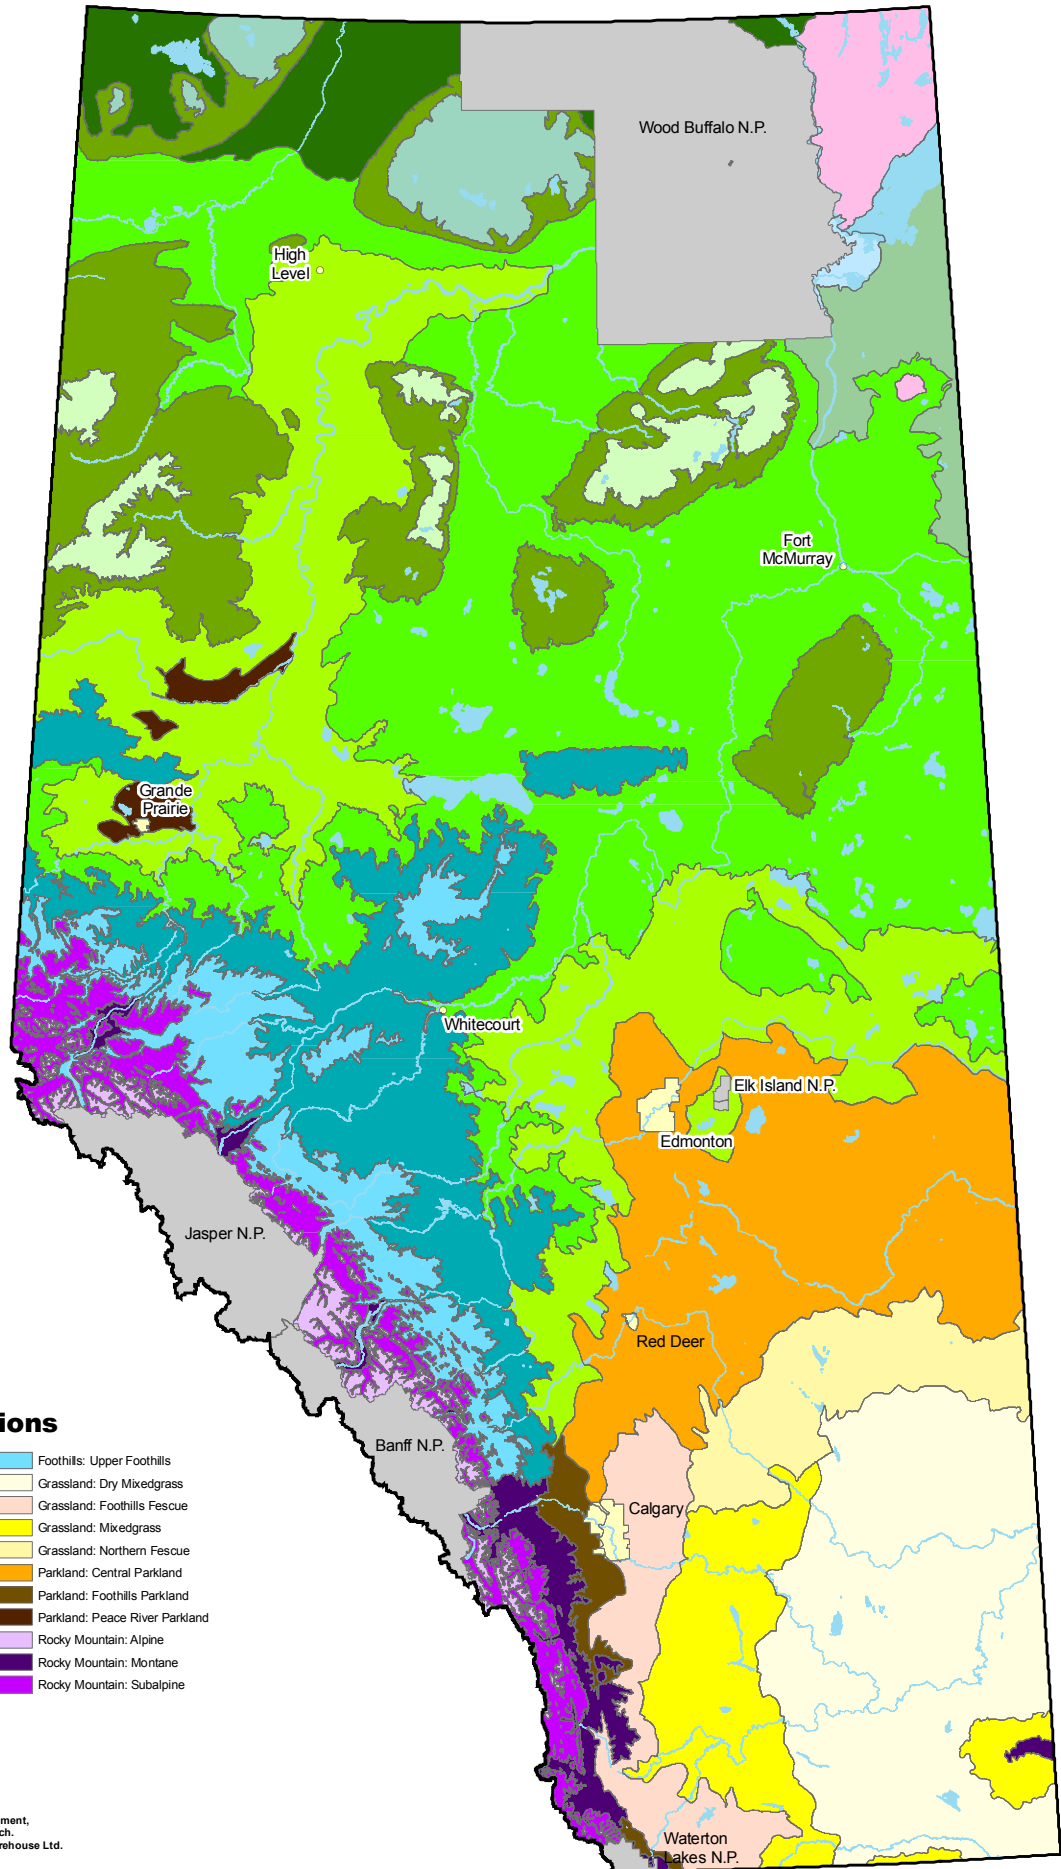 Wood Buffalo N.P.
High
Level
Fort
McMurray
Grande
Prairie
Whitecourt
Elk Island N.P.
Edmonton
Jasper N.P.
Red Deer
Banff N.P.
Calgary
Waterton
Lakes N.P.
ions
Foothills: Upper Foothills
Grassland: Dry Mixedgrass
Grassland: Foothills Fescue
Grassland: Mixedgrass
Grassland: Northern Fescue
Parkland: Central Parkland
Parkland: Foothills Parkland
Parkland: Peace River Parkland
Rocky Mountain: Alpine
Rocky Mountain: Montane
Rocky Mountain: Subalpine
ment,
ch.
rehouse Ltd.